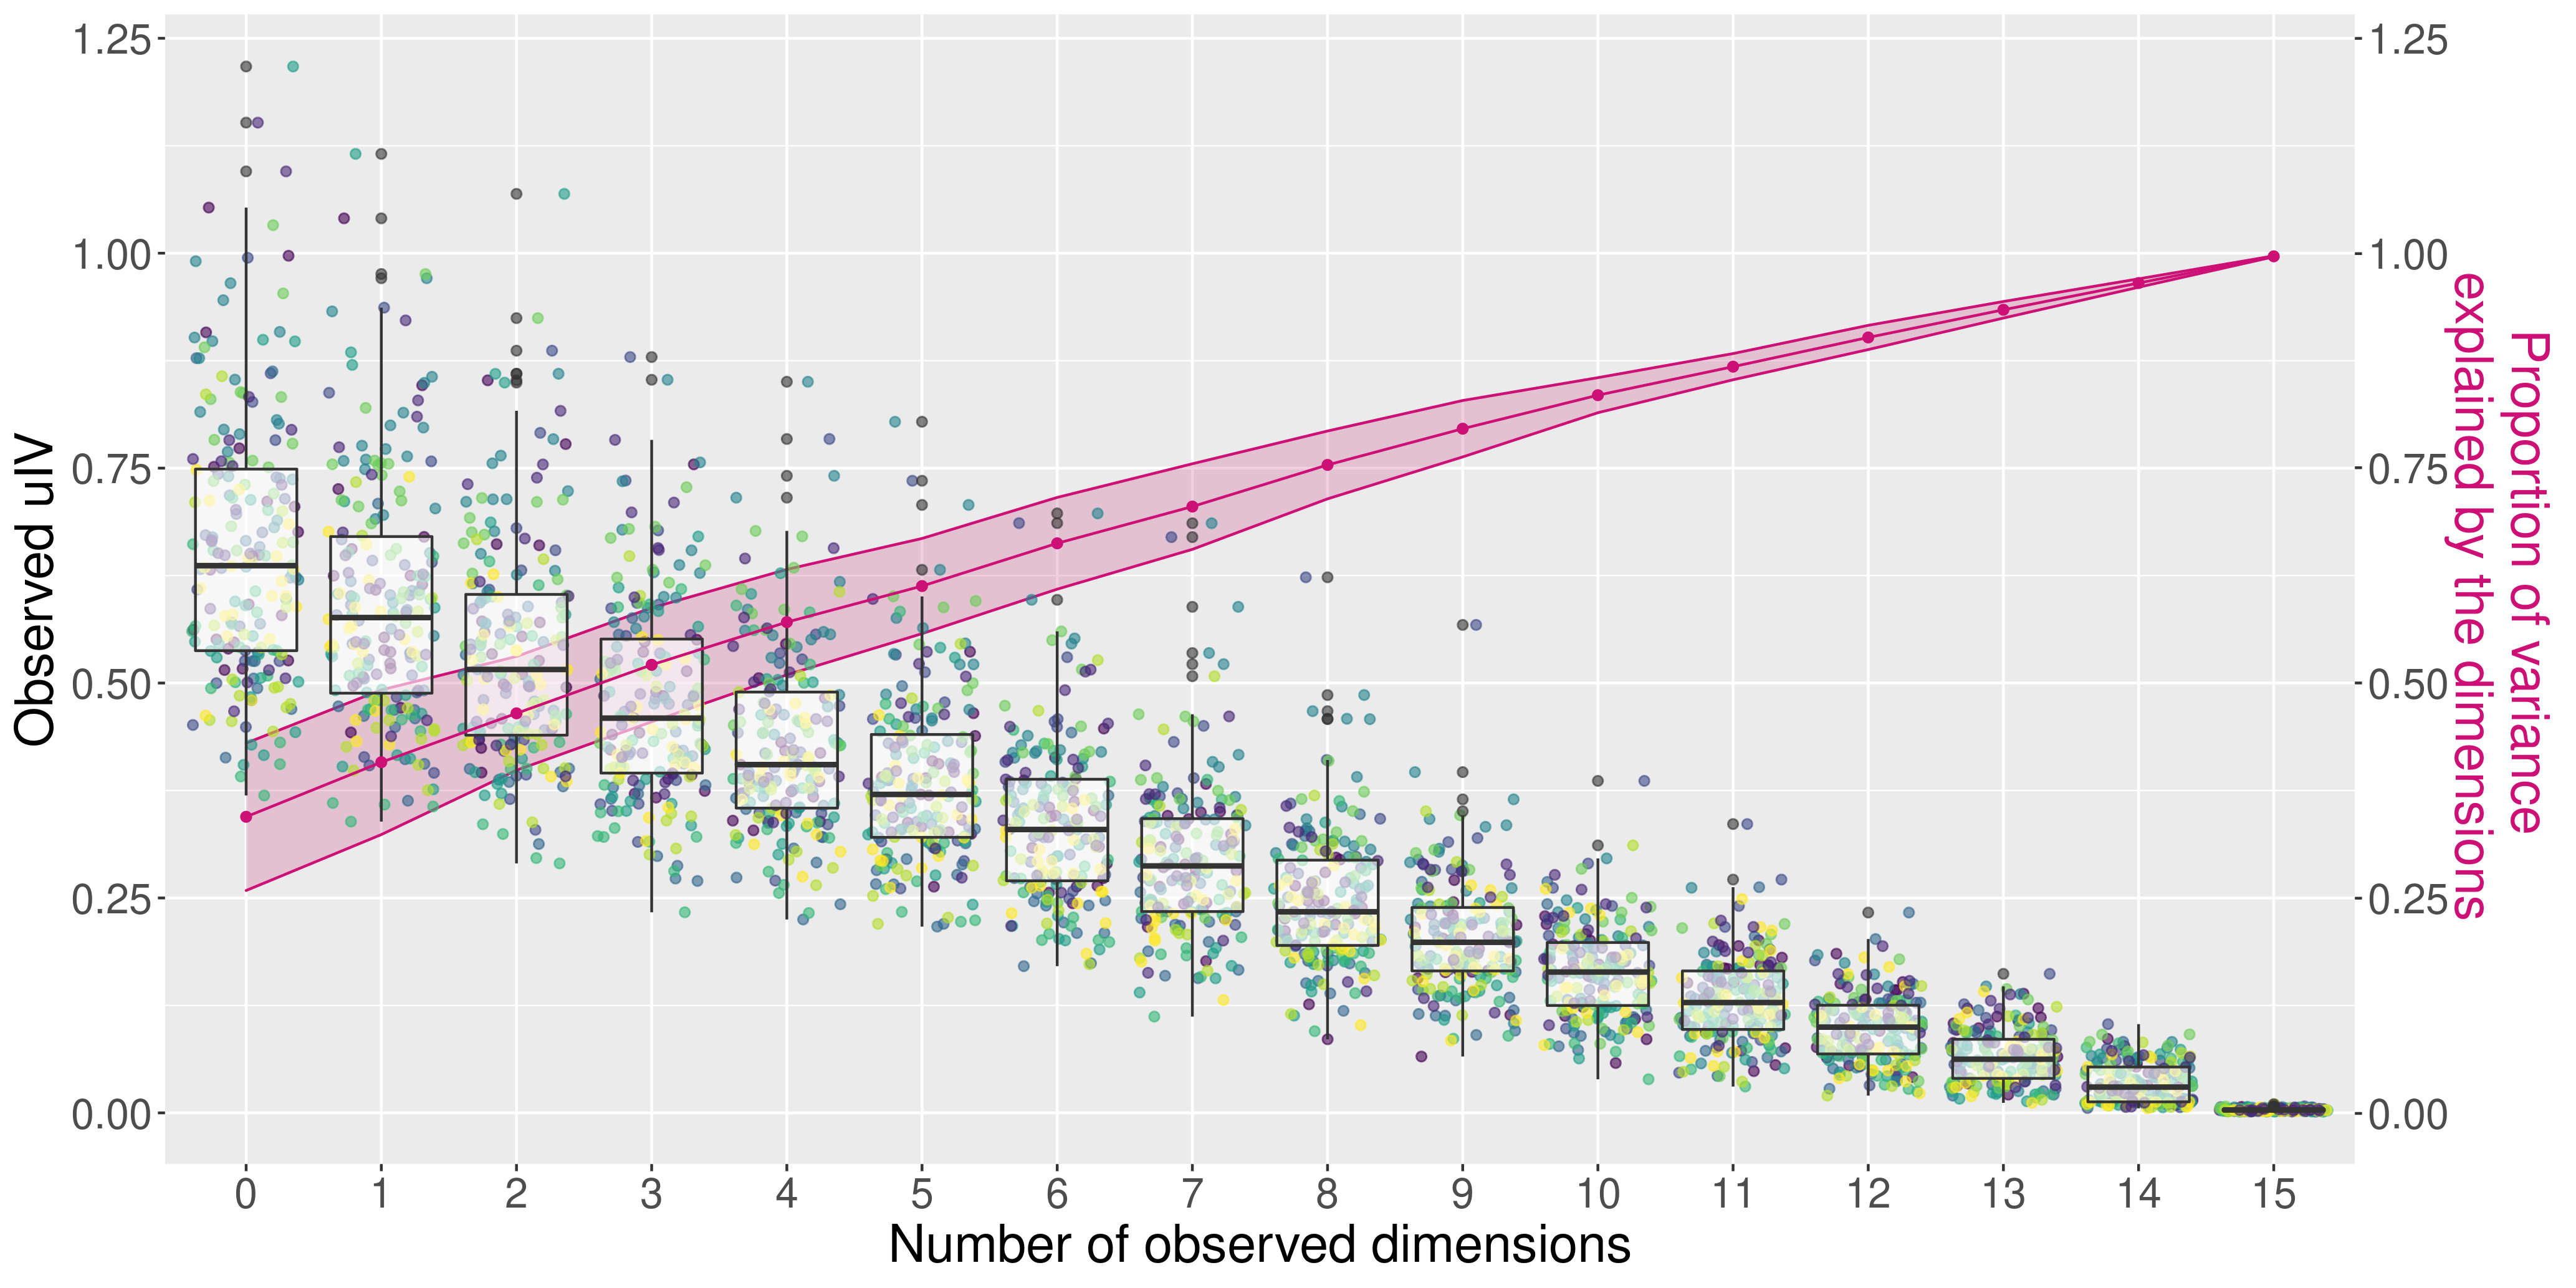 1.25
1.00
0.75
0.50
0.25
0.00
Observed uIV
0 1 2 3 4 5 6 7 8 9 10 11 12 13 14 15
Number of observed dimensions
1.25
1.00
0.75
0.50
0.25
0.00
Proportion of variance
explained by the dimensions